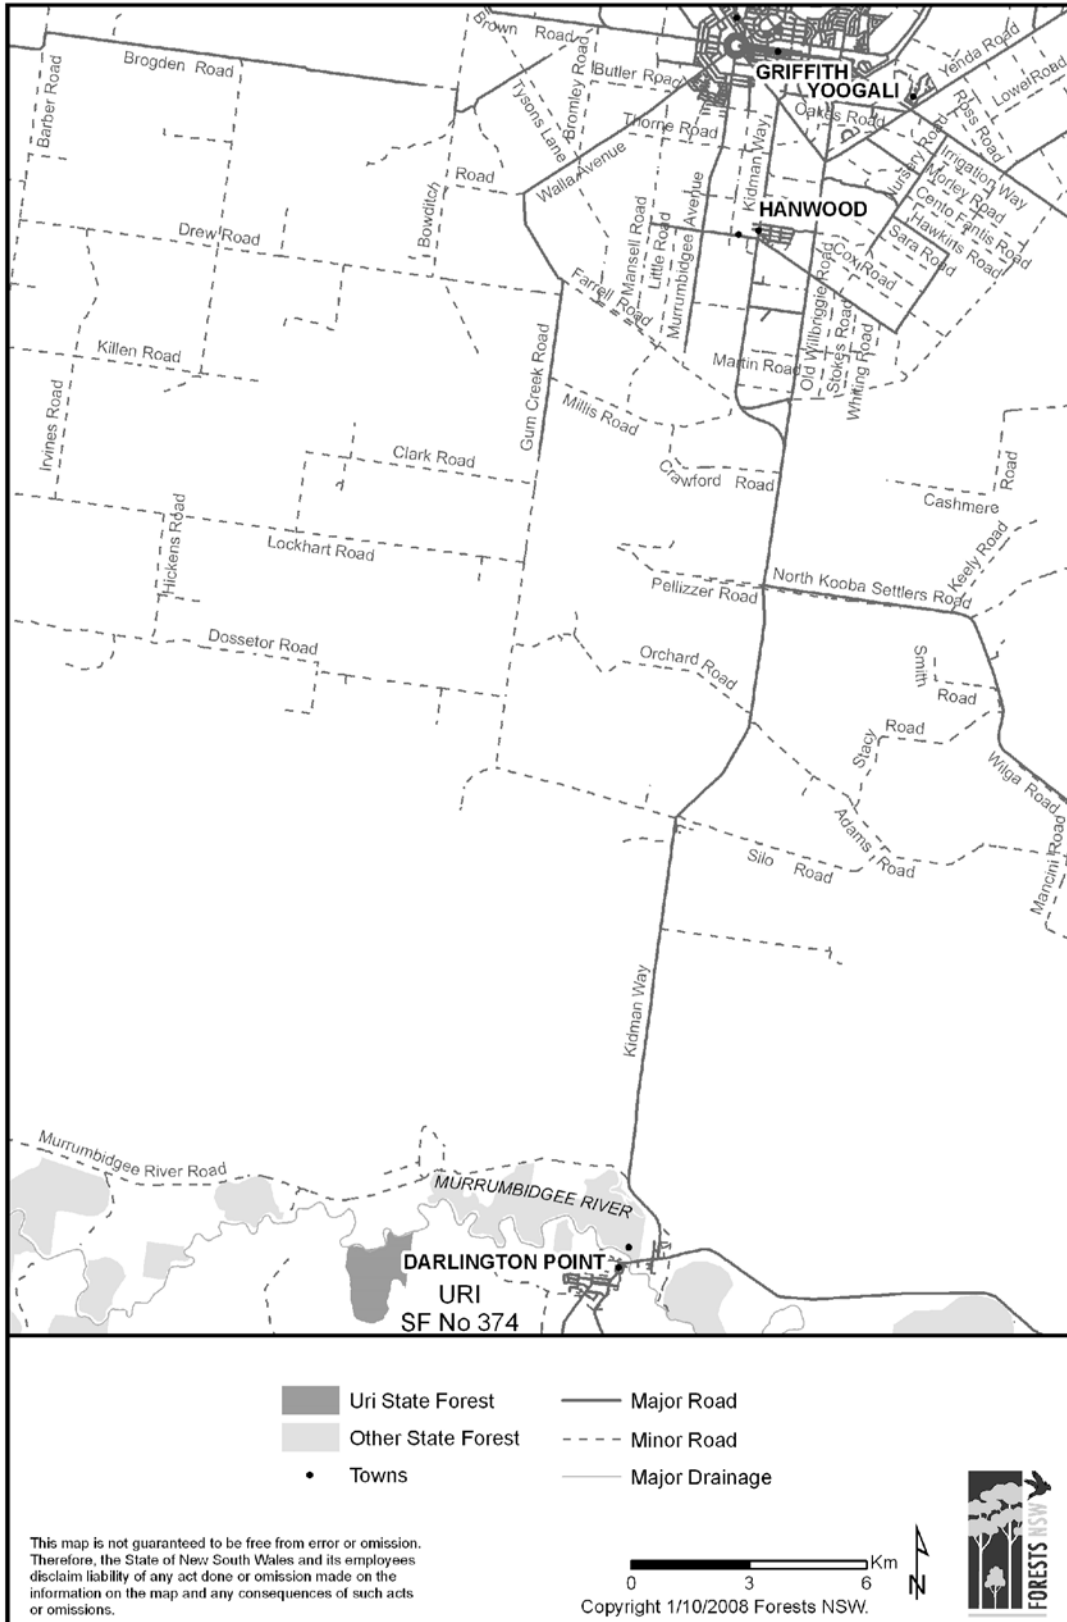 Brown Road
Brogden Road
Barber Road
Butler Road
Bromley Road
Tysons Lane
GRIFFITH
YOOGALI
Yenda Road
Lowe Road
Ross Road
Oakes Road
Thorne Road
Kidman Way
Walla Avenue
Nursery Road
Irrigation Way
Morley Road
Cento Fantis Road
Hawkins Road
Sara Road
Cox Road
HANWOOD
Bowditch
Road
Drew Road
Mansell Road
Little Road
Murrumbidgee Avenue
Farrell Road
Old Willbriggie Road
Stokes Road
Whiting Road
Martin Road
Killen Road
Irvines Road
Gum Creek Road
Millis Road
Clark Road
Crawford Road
Cashmere
Road
Hickens Road
Lockhart Road
Keely Road
Pellizzer Road
North Kooba Settlers Road
Dossetor Road
Orchard Road
Smith
Road
Stacy
Road
Wilga Road
Adams Road
Silo Road
Mancini Road
Kidman Way
Murrumbidgee River Road
MURRUMBIDGEE RIVER
DARLINGTON POINT
URI
SF No 374
Uri State Forest
Other State Forest
Towns
Major Road
Minor Road
Major Drainage
This map is not guaranteed to be free from error or omission.
Therefore, the State of New South Wales and its employees
disclaim liability of any act done or omission made on the
information on the map and any consequences of such acts
or omissions.
Km
0 3 6
N
Copyright 1/10/2008 Forests NSW.
FORESTS NSW